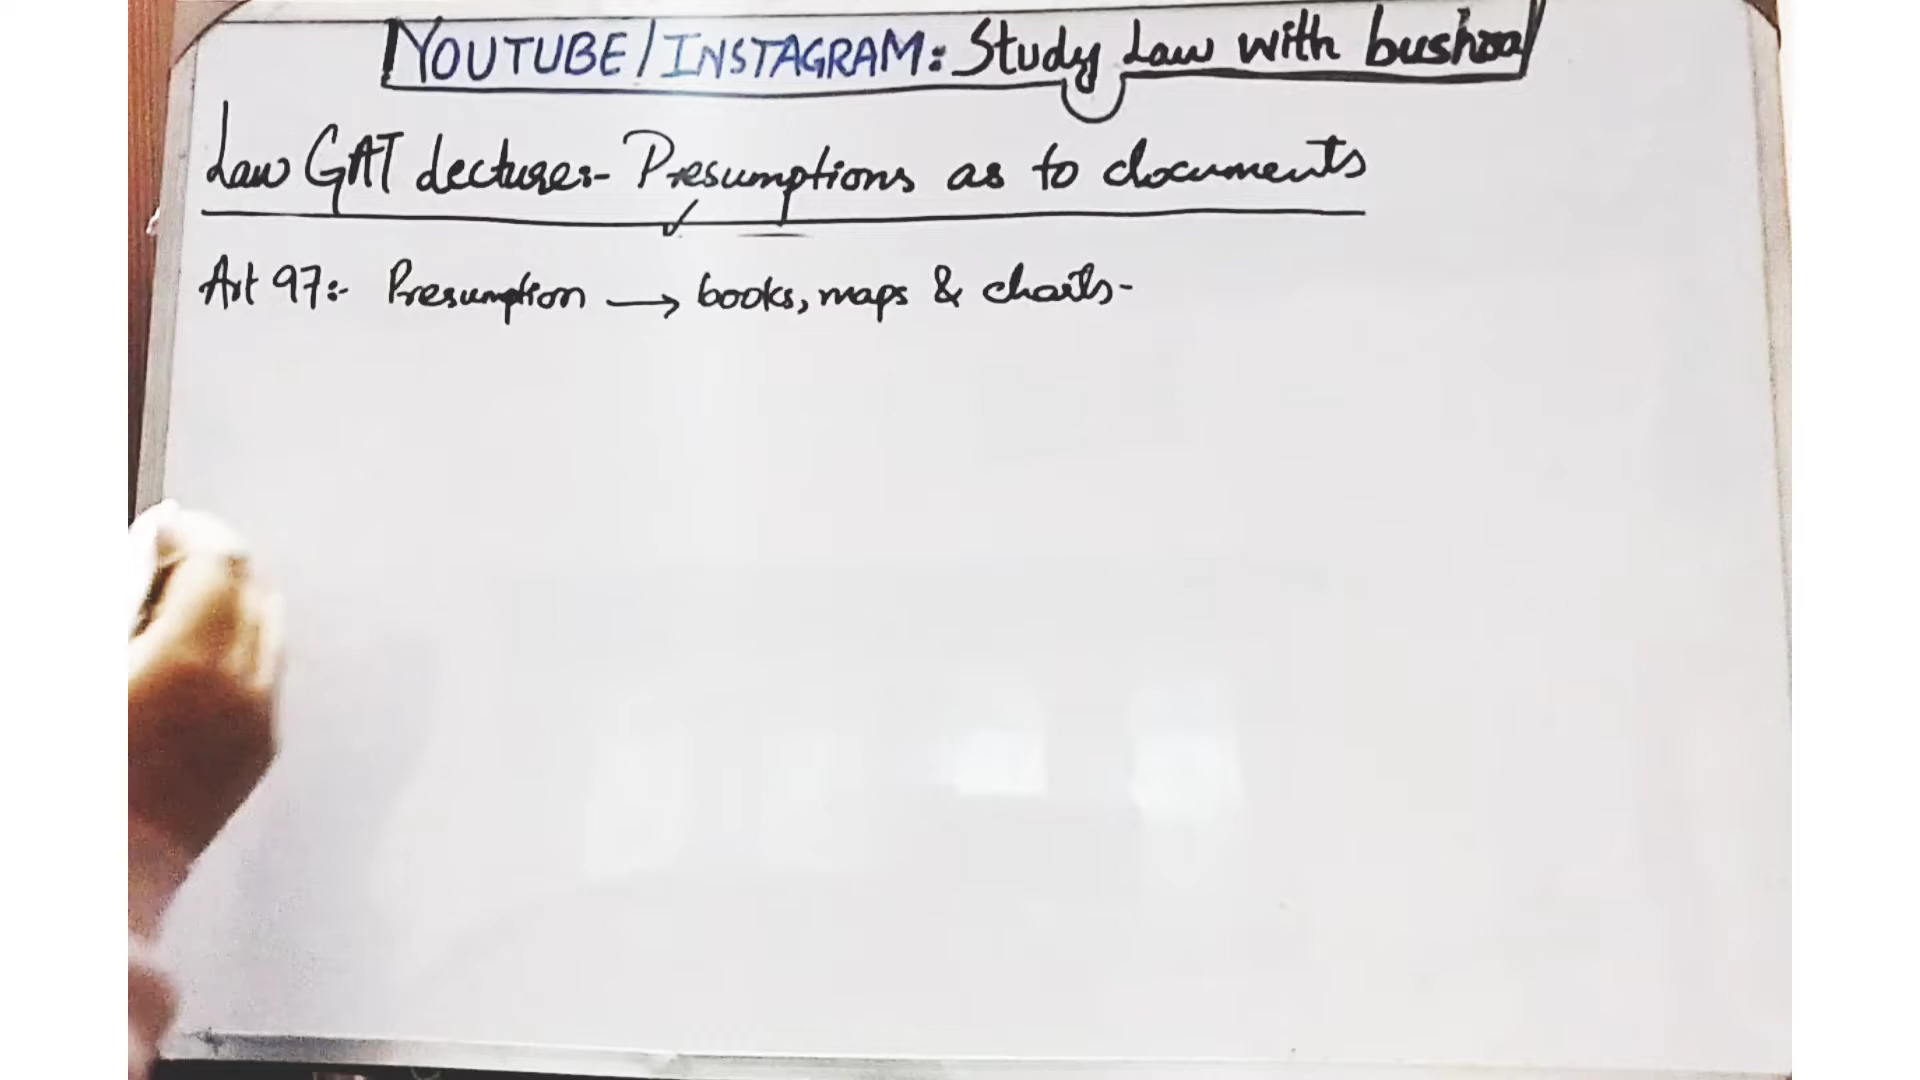 YOUTUBE/INSTAGRAM: Study Law with bushra
Law GAT Lectures- Presumptions as to documents
Art 97:- Presumption → books, maps & charts-